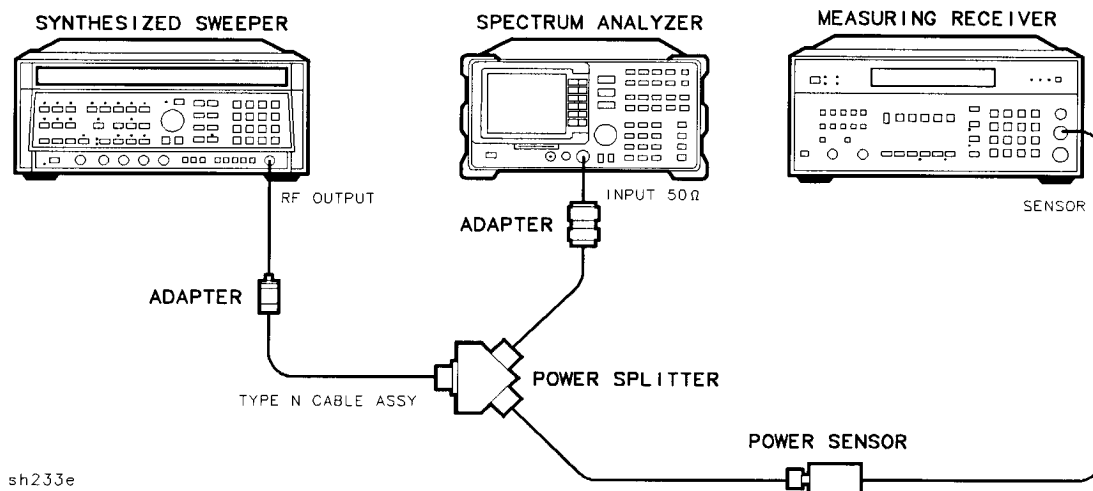 SYNTHESIZED SWEEPER
SPECTRUM ANALYZER
MEASURING RECEIVER
RF OUTPUT
INPUT 50Ω
SENSOR
ADAPTER
ADAPTER
POWER SPLITTER
TYPE N CABLE ASSY
POWER SENSOR
sh233e